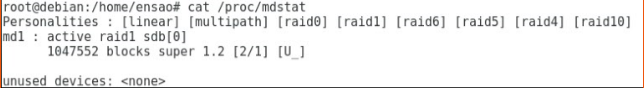 root@debian:/home/ensao# cat /proc/mdstat
Personalities : [linear] [multipath] [raid0] [raid1] [raid6] [raid5] [raid4] [raid10]
md1 : active raid1 sdb[0]
      1047552 blocks super 1.2 [2/1] [U_]
unused devices: <none>